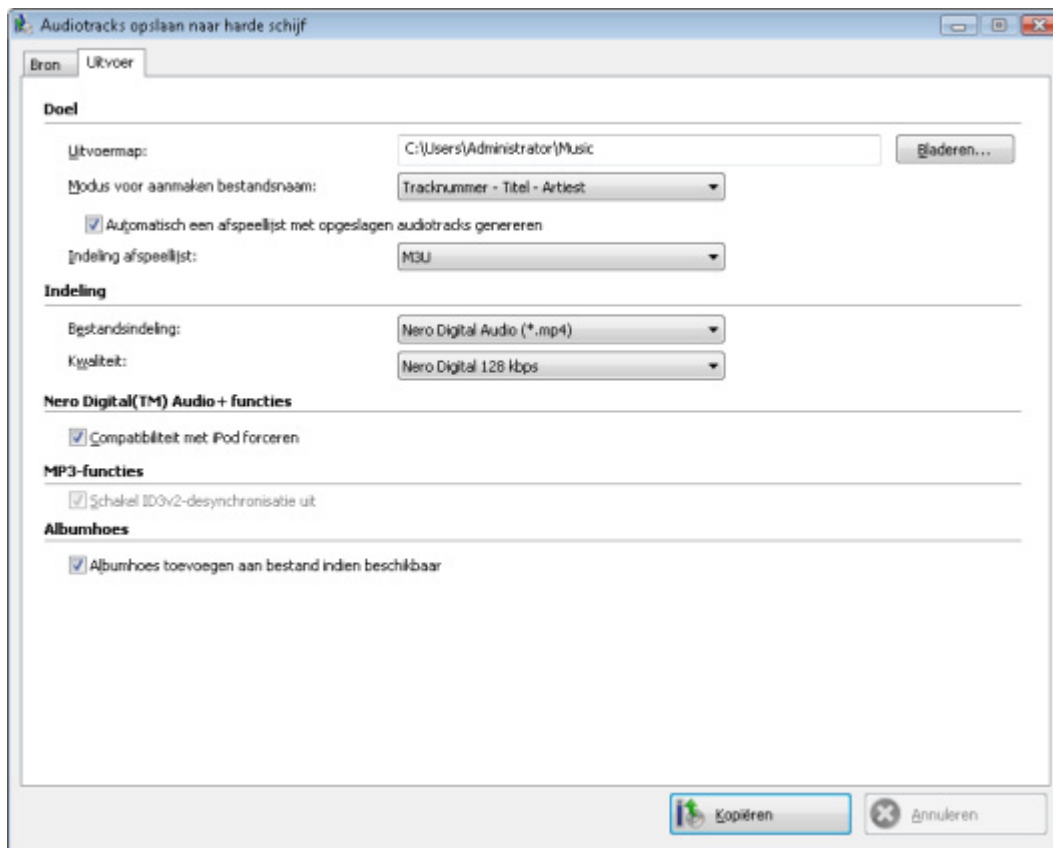 Audiotracks opslaan naar harde schijf
Bron Uitvoer
Doel
Uitvoermap: C:\Users\Administrator\Music Bladeren...
Modus voor aanmaken bestandsnaam: Tracknummer - Titel - Artiest
Automatisch een afspeellijst met opgeslagen audiotracks genereren
Indeling afspeellijst: M3U
Indeling
Bestandsindeling: Nero Digital Audio (*.mp4)
Kwaliteit: Nero Digital 128 kbps
Nero Digital(TM) Audio+ functies
Compatibiliteit met iPod forceren
MP3-functies
Schakel ID3v2-desynchronisatie uit
Albumhoes
Albumhoes toevoegen aan bestand indien beschikbaar
Kopiëren Annuleren